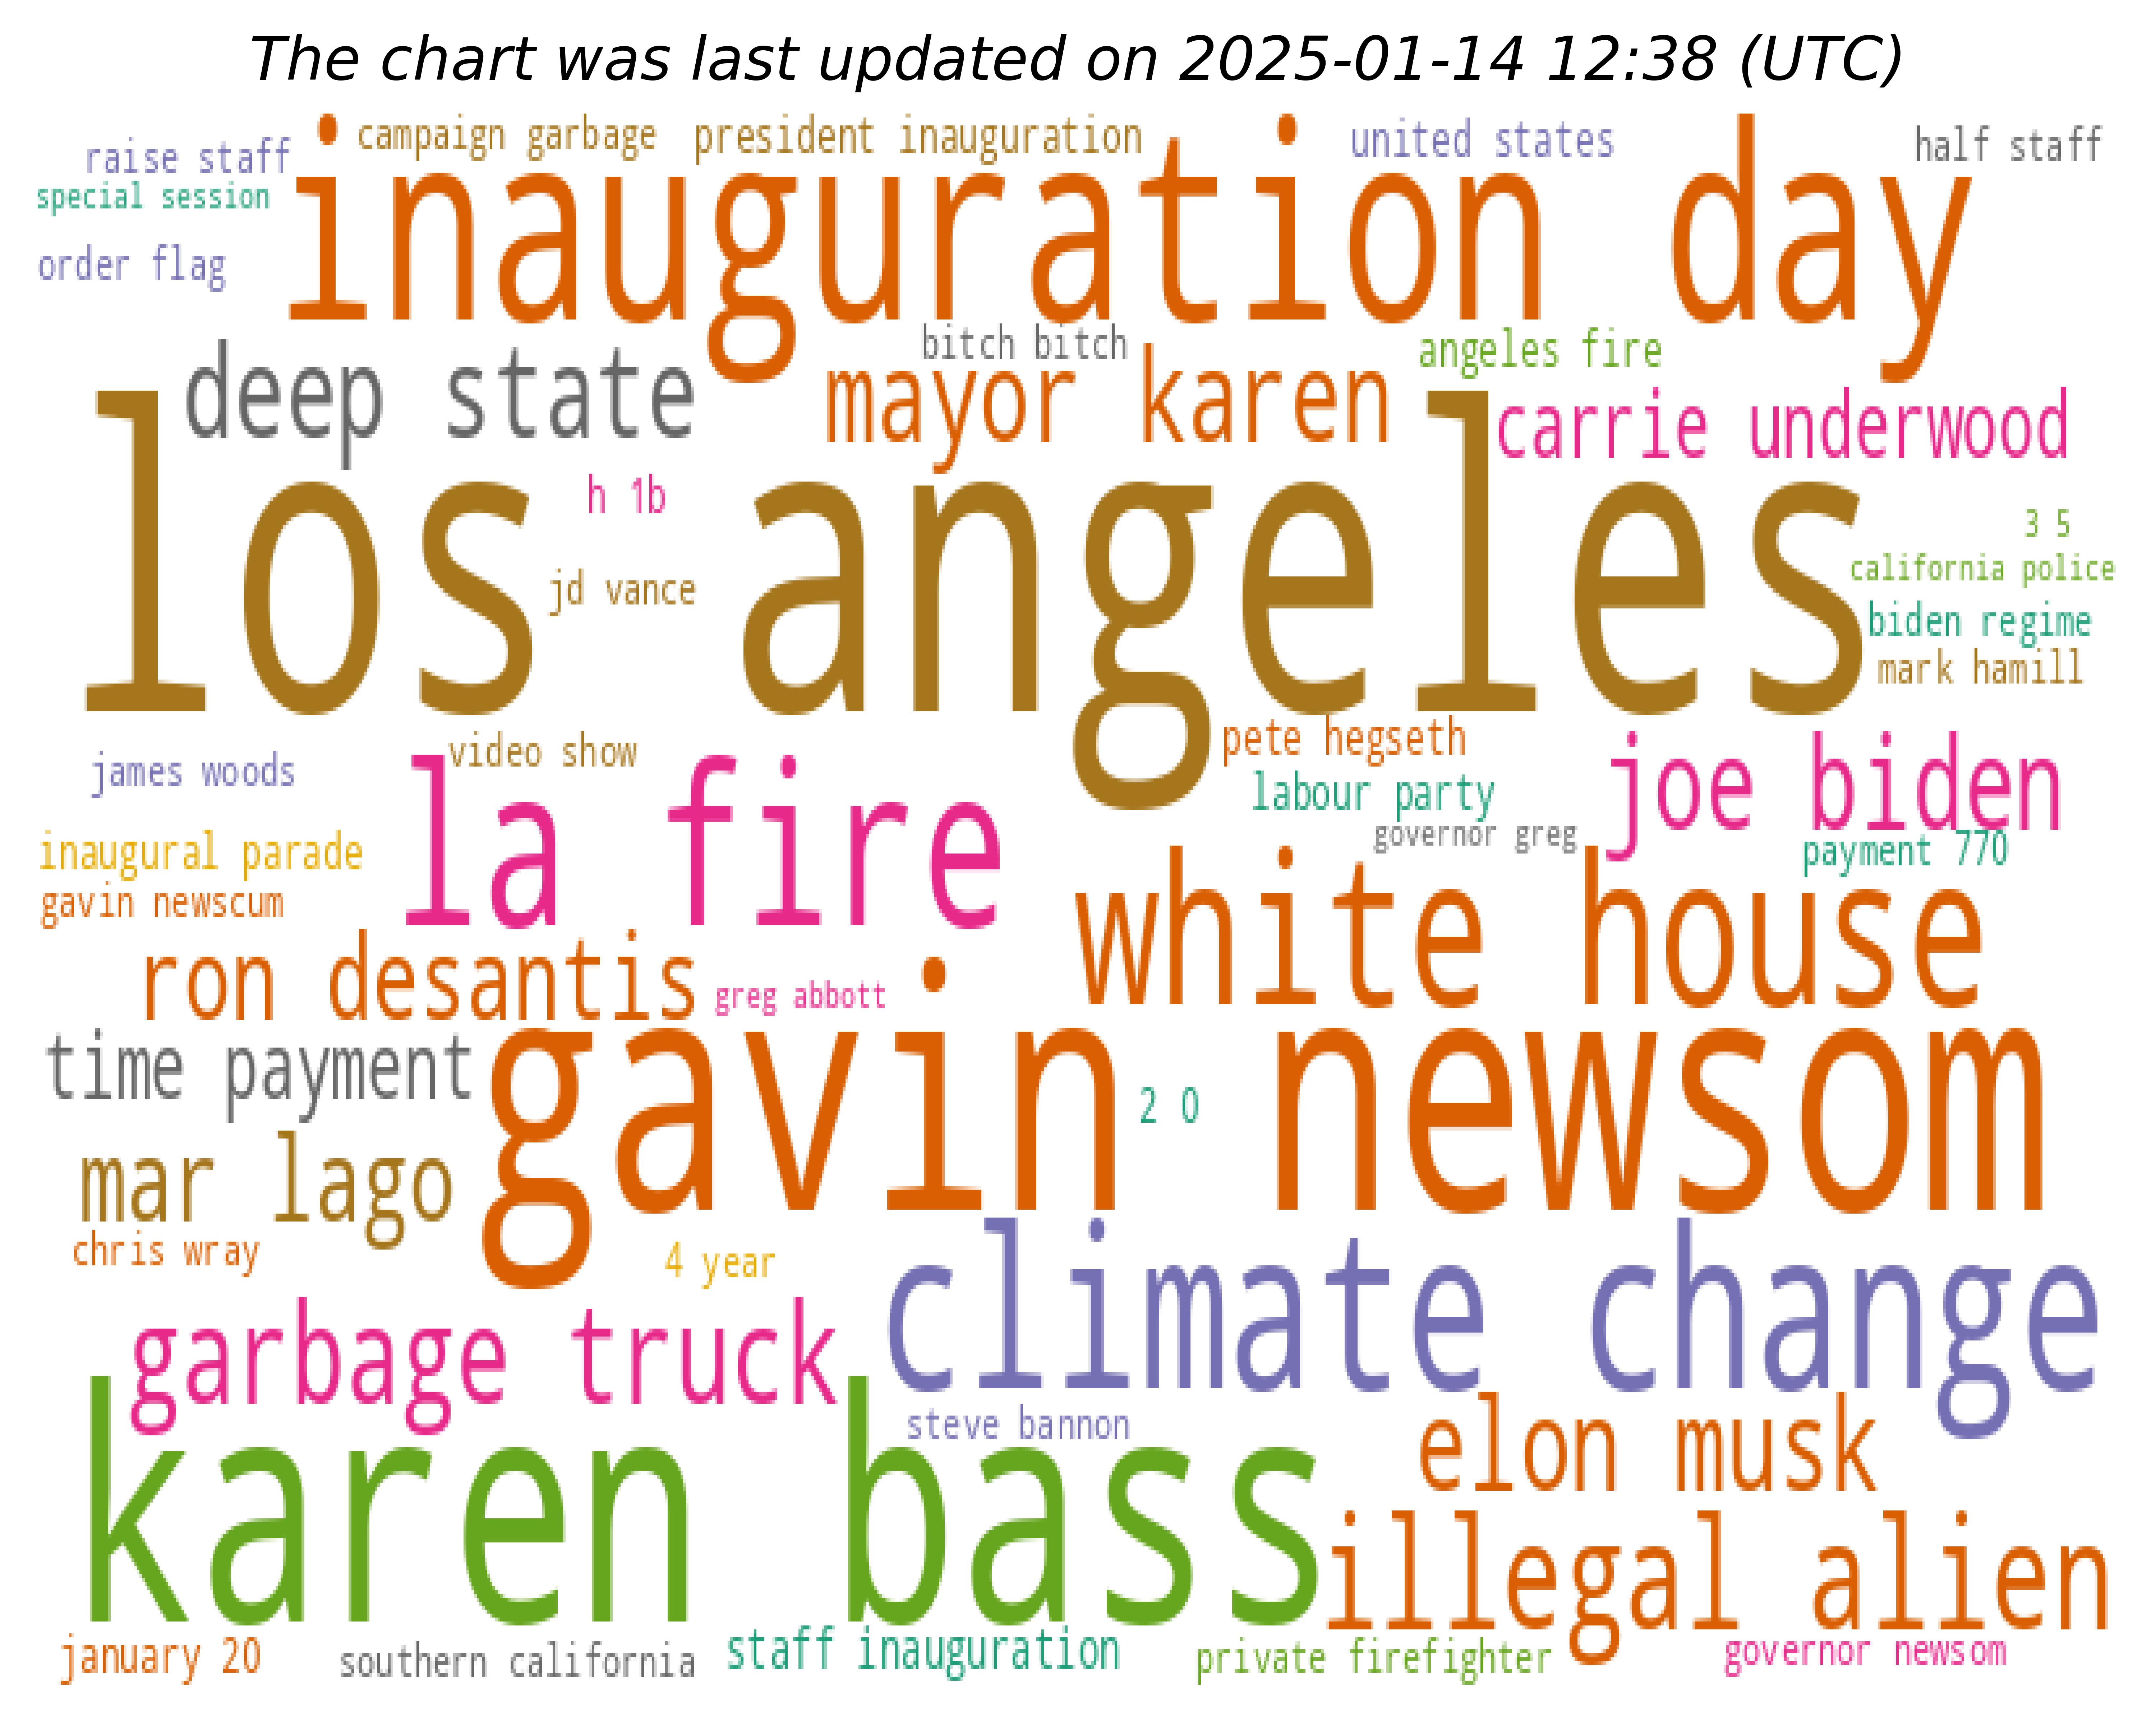 The chart was last updated on 2025-01-14 12:38 (UTC)
raise staff
campaign garbage
president inauguration
united states
half staff
special session
inauguration day
order flag
deep state
bitch bitch
mayor karen
angeles fire
carrie underwood
los angeles
h 1b
3 5
jd vance
california police
biden regime
mark hamill
james woods
video show
la fire
pete hegseth
labour party
joe biden
governor greg
payment 770
inaugural parade
gavin newscum
white house
ron desantis
greg abbott
time payment
gavin newsom
2 0
mar lago
chris wray
4 year
climate change
garbage truck
steve bannon
elon musk
karen bass
illegal alien
january 20
southern california
staff inauguration
private firefighter
governor newsom